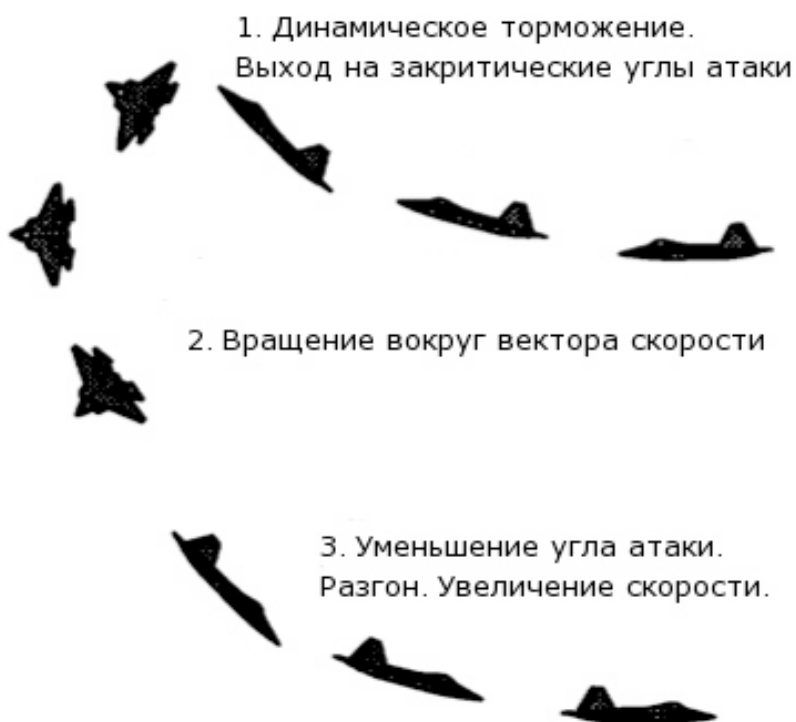 1. Динамическое торможение.
Выход на закритические углы атаки
2. Вращение вокруг вектора скорости
3. Уменьшение угла атаки.
Разгон. Увеличение скорости.